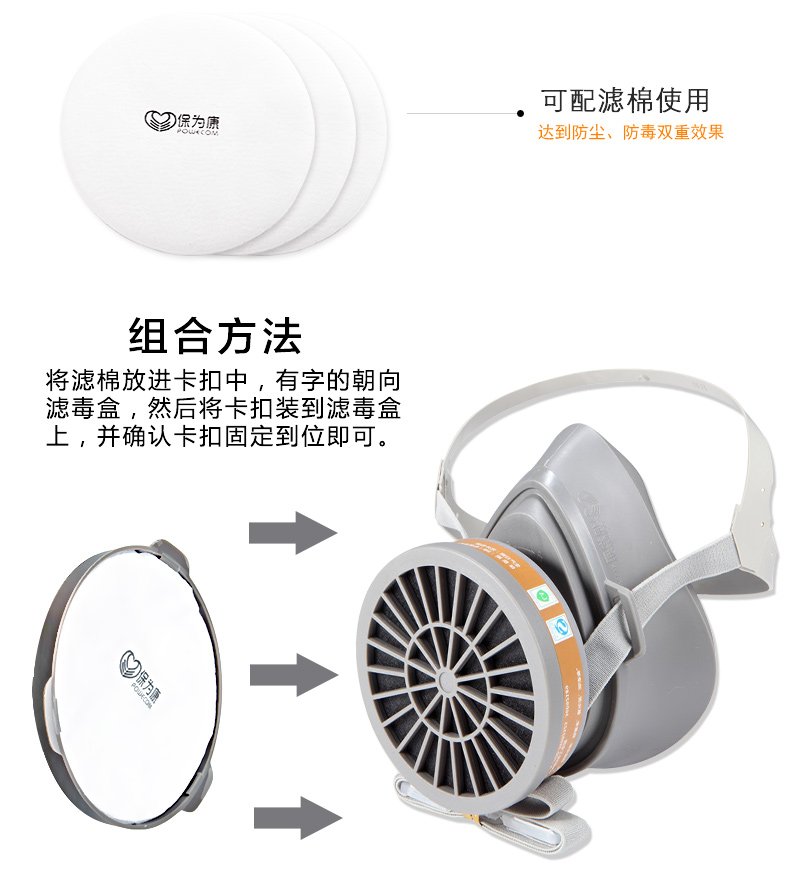 保为康
POWECOM
可配滤棉使用
达到防尘、防毒双重效果
组合方法
将滤棉放进卡扣中，有字的朝向
滤毒盒，然后将卡扣装到滤毒盒
上，并确认卡扣固定到位即可。
保为康
POWECOM